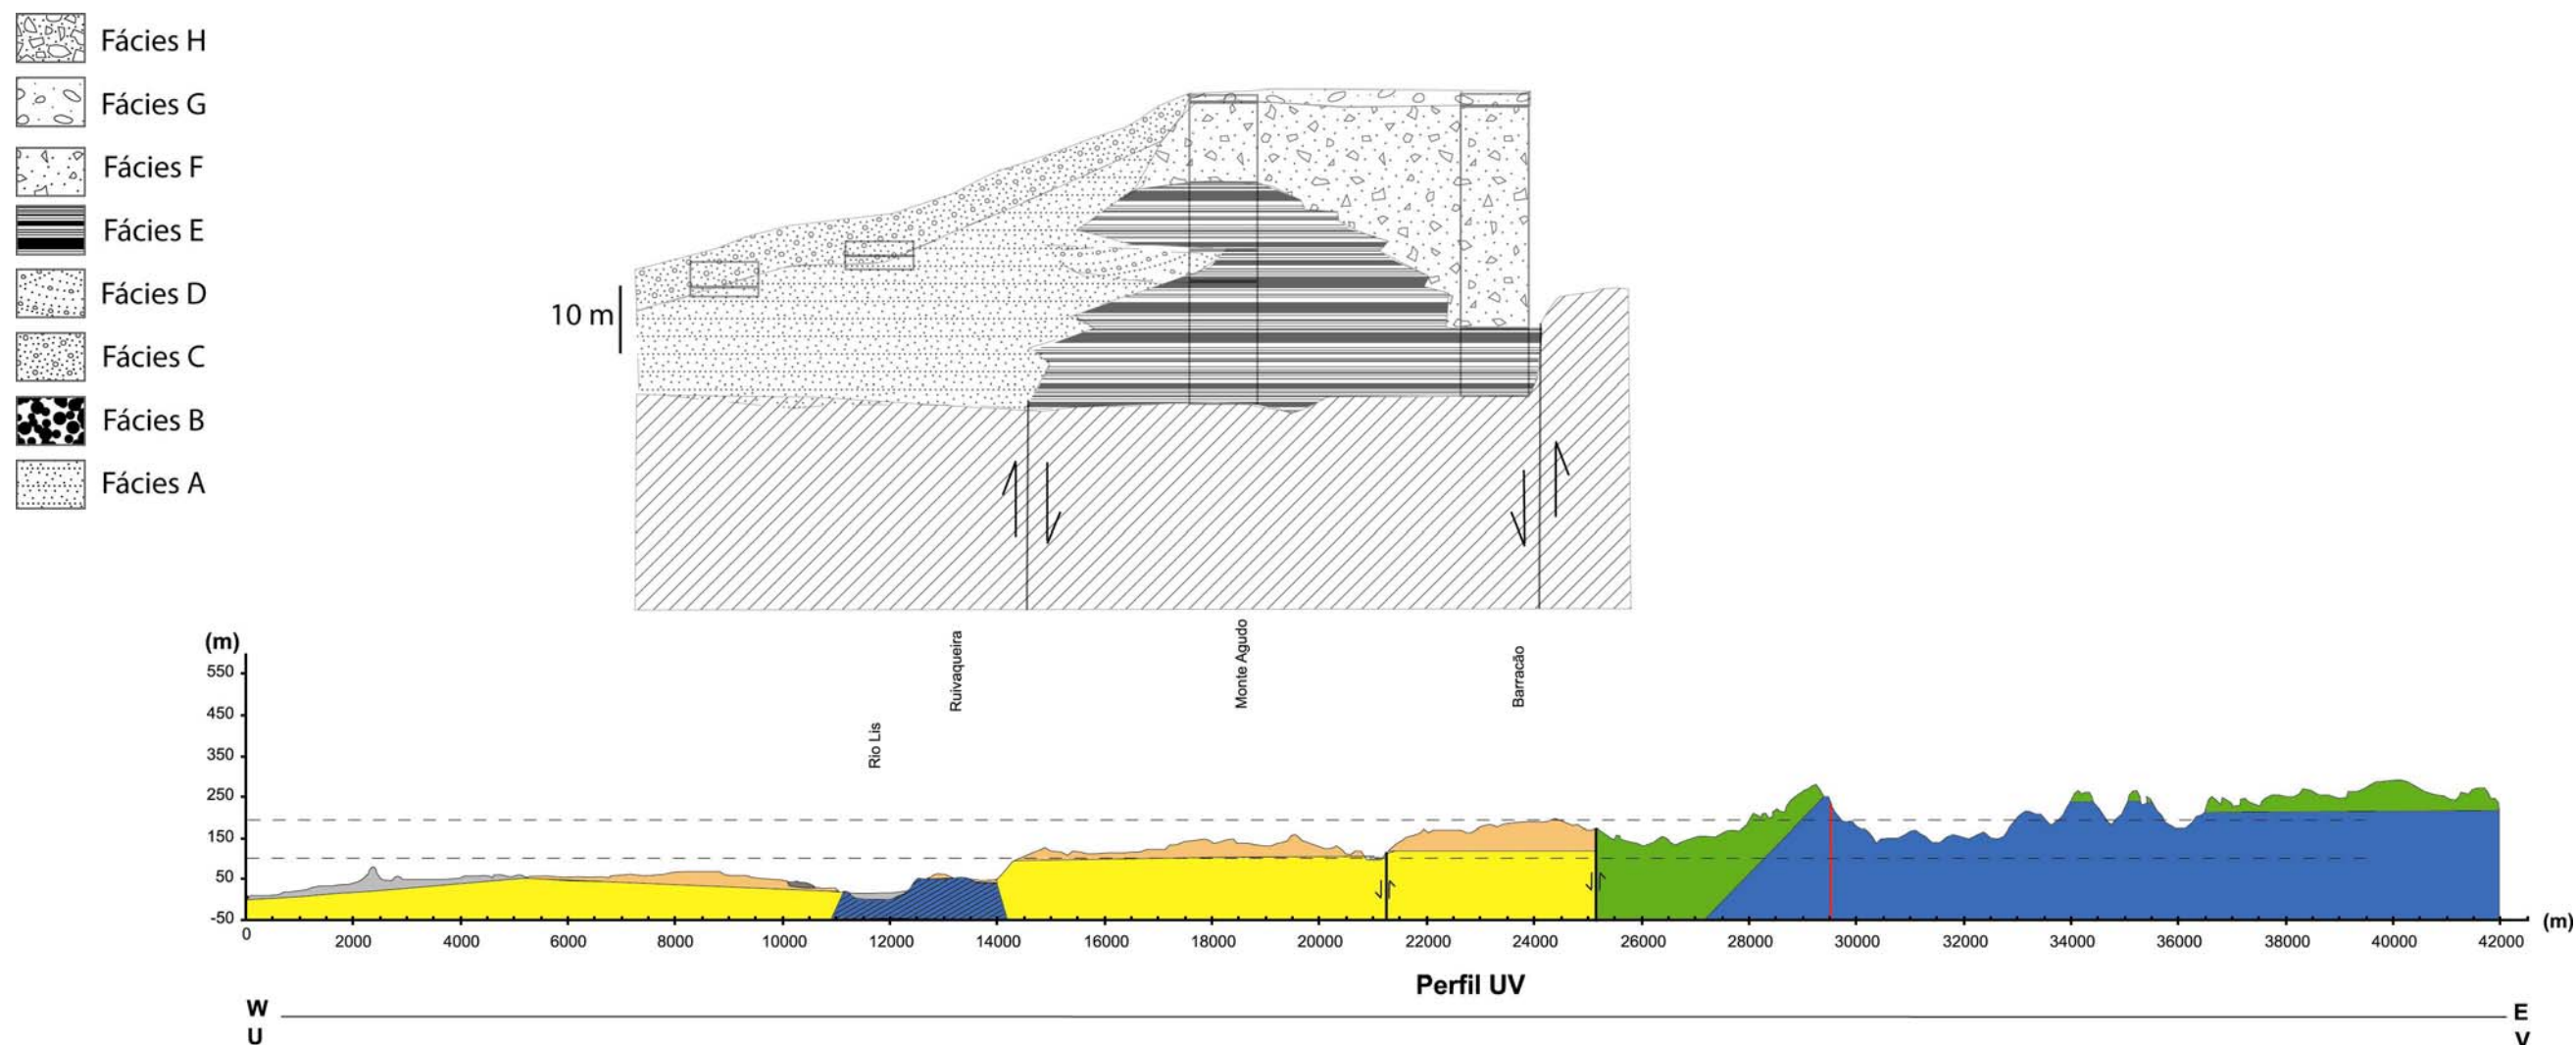 Fácies H
Fácies G
Fácies F
Fácies E
Fácies D
Fácies C
Fácies B
Fácies A
10 m
Rio Lis
Ruivaqueira
Monte Agudo
Barracão
(m)
550
450
350
250
150
50
-50
0 2000 4000 6000 8000 10000 12000 14000 16000 18000 20000 22000 24000 26000 28000 30000 32000 34000 36000 38000 40000 42000 (m)
Perfil UV
W E
U V